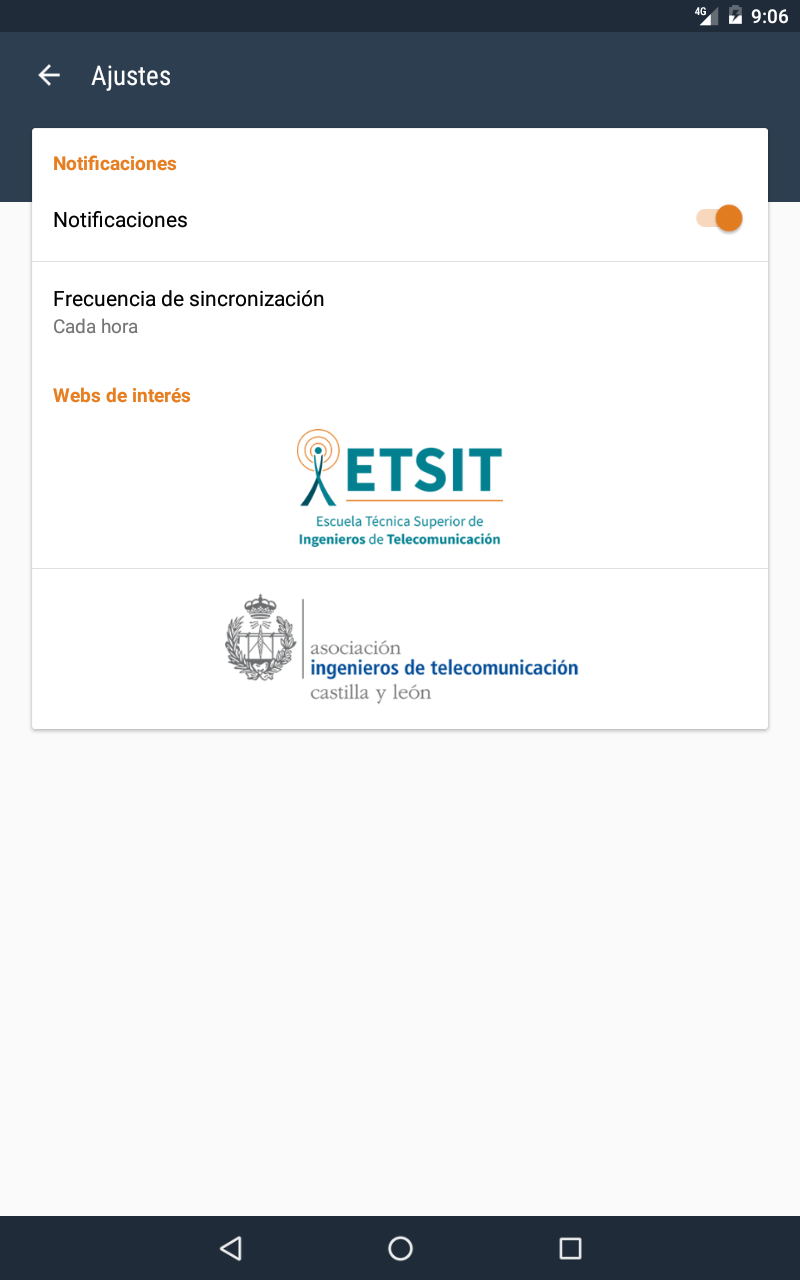 4G 9:06
Ajustes
Notificaciones
Notificaciones
Frecuencia de sincronización
Cada hora
Webs de interés
ETSIT
Escuela Técnica Superior de
Ingenieros de Telecomunicación
asociación
ingenieros de telecomunicación
castilla y león